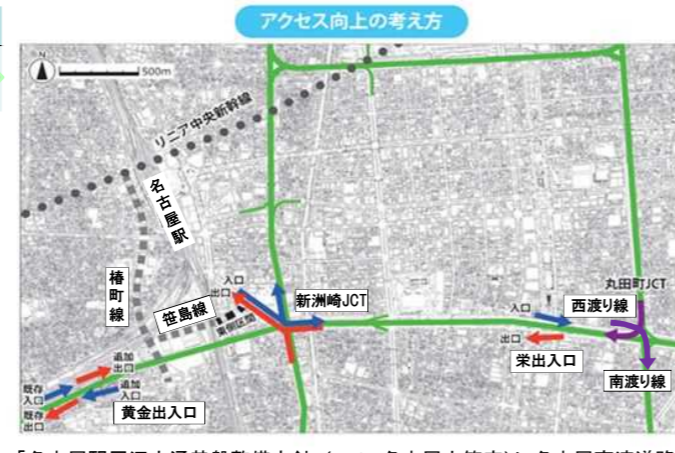 アクセス向上の考え方
N
500m
リニア中央新幹線
名古屋駅
椿町線
笹島線
入口
出口
新洲崎JCT
丸田町JCT
入口
西渡り線
出口
栄出入口
南渡り線
追加
出口
既存
入口
追加
入口
既存
出口
黄金出入口